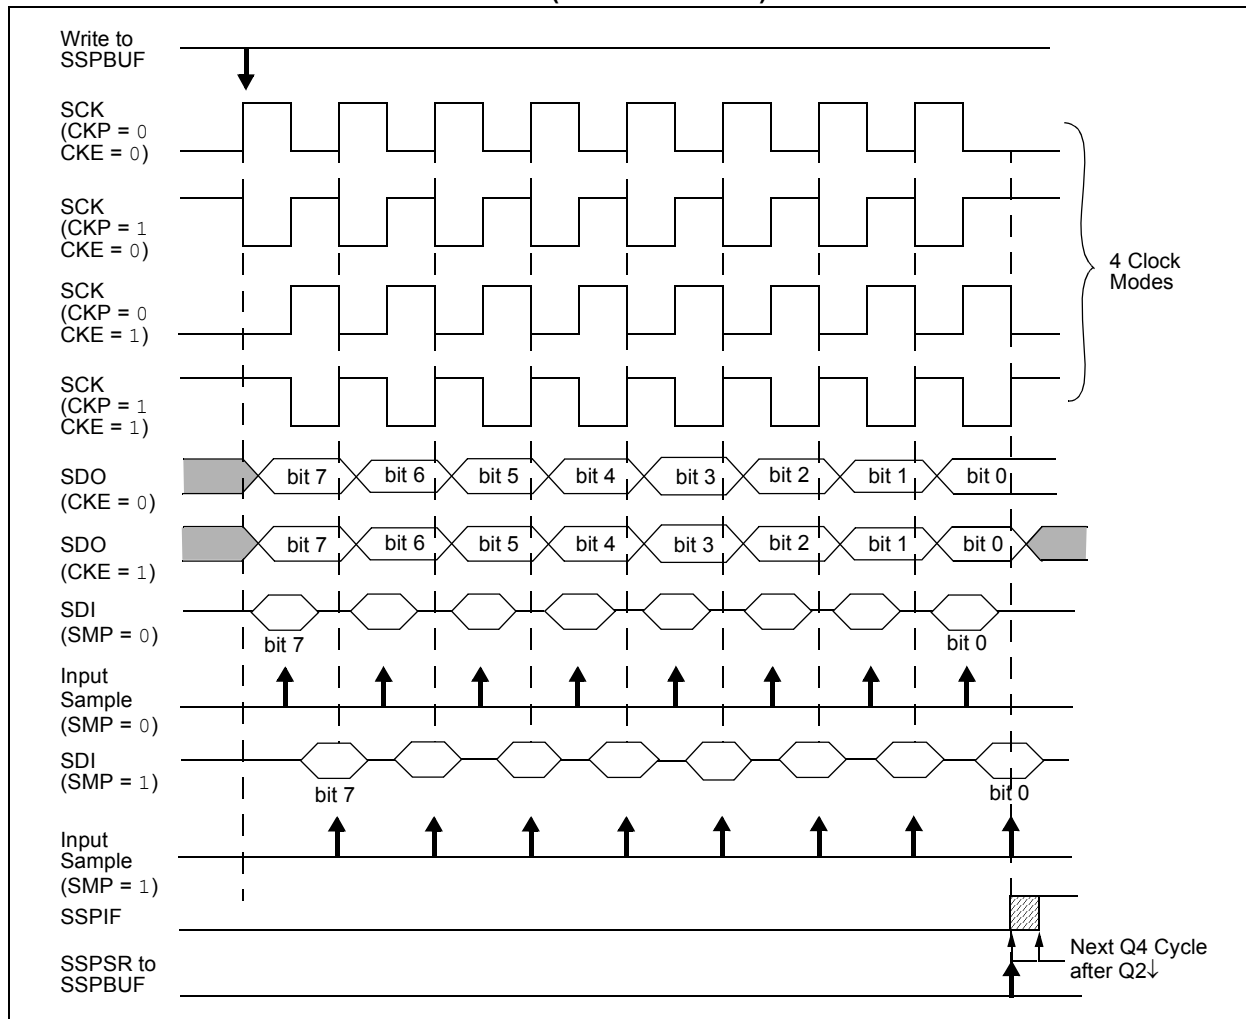 Write to
SSPBUF
SCK
(CKP = 0
CKE = 0)
SCK
(CKP = 1
CKE = 0)
SCK
(CKP = 0
CKE = 1)
SCK
(CKP = 1
CKE = 1)
4 Clock
Modes
SDO
(CKE = 0)
bit 7 bit 6 bit 5 bit 4 bit 3 bit 2 bit 1 bit 0
SDO
(CKE = 1)
bit 7 bit 6 bit 5 bit 4 bit 3 bit 2 bit 1 bit 0
SDI
(SMP = 0)
bit 7 bit 0
Input
Sample
(SMP = 0)
SDI
(SMP = 1)
bit 7 bit 0
Input
Sample
(SMP = 1)
SSPIF
Next Q4 Cycle
after Q2↓
SSPSR to
SSPBUF